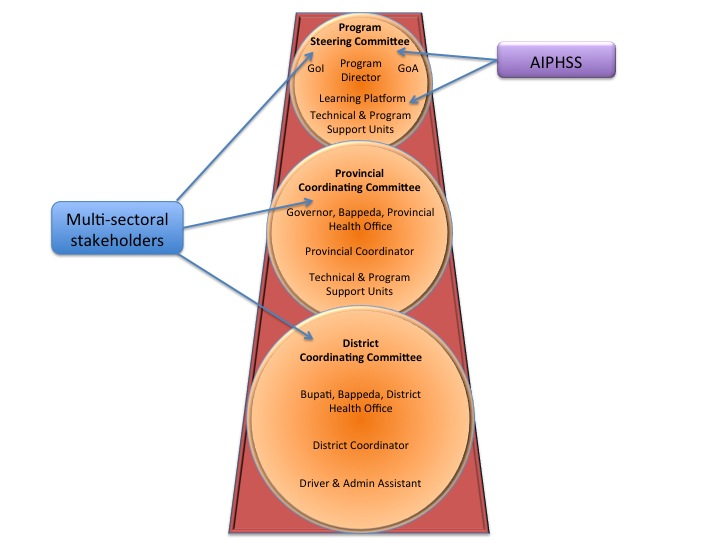 Program
Steering Committee
GoI
Program
Director
GoA
Learning Platform
Technical & Program
Support Units
AIPHSS
Provincial
Coordinating Committee
Governor, Bappeda, Provincial
Health Office
Provincial Coordinator
Technical & Program
Support Units
Multi-sectoral
stakeholders
District
Coordinating Committee
Bupati, Bappeda, District
Health Office
District Coordinator
Driver & Admin Assistant